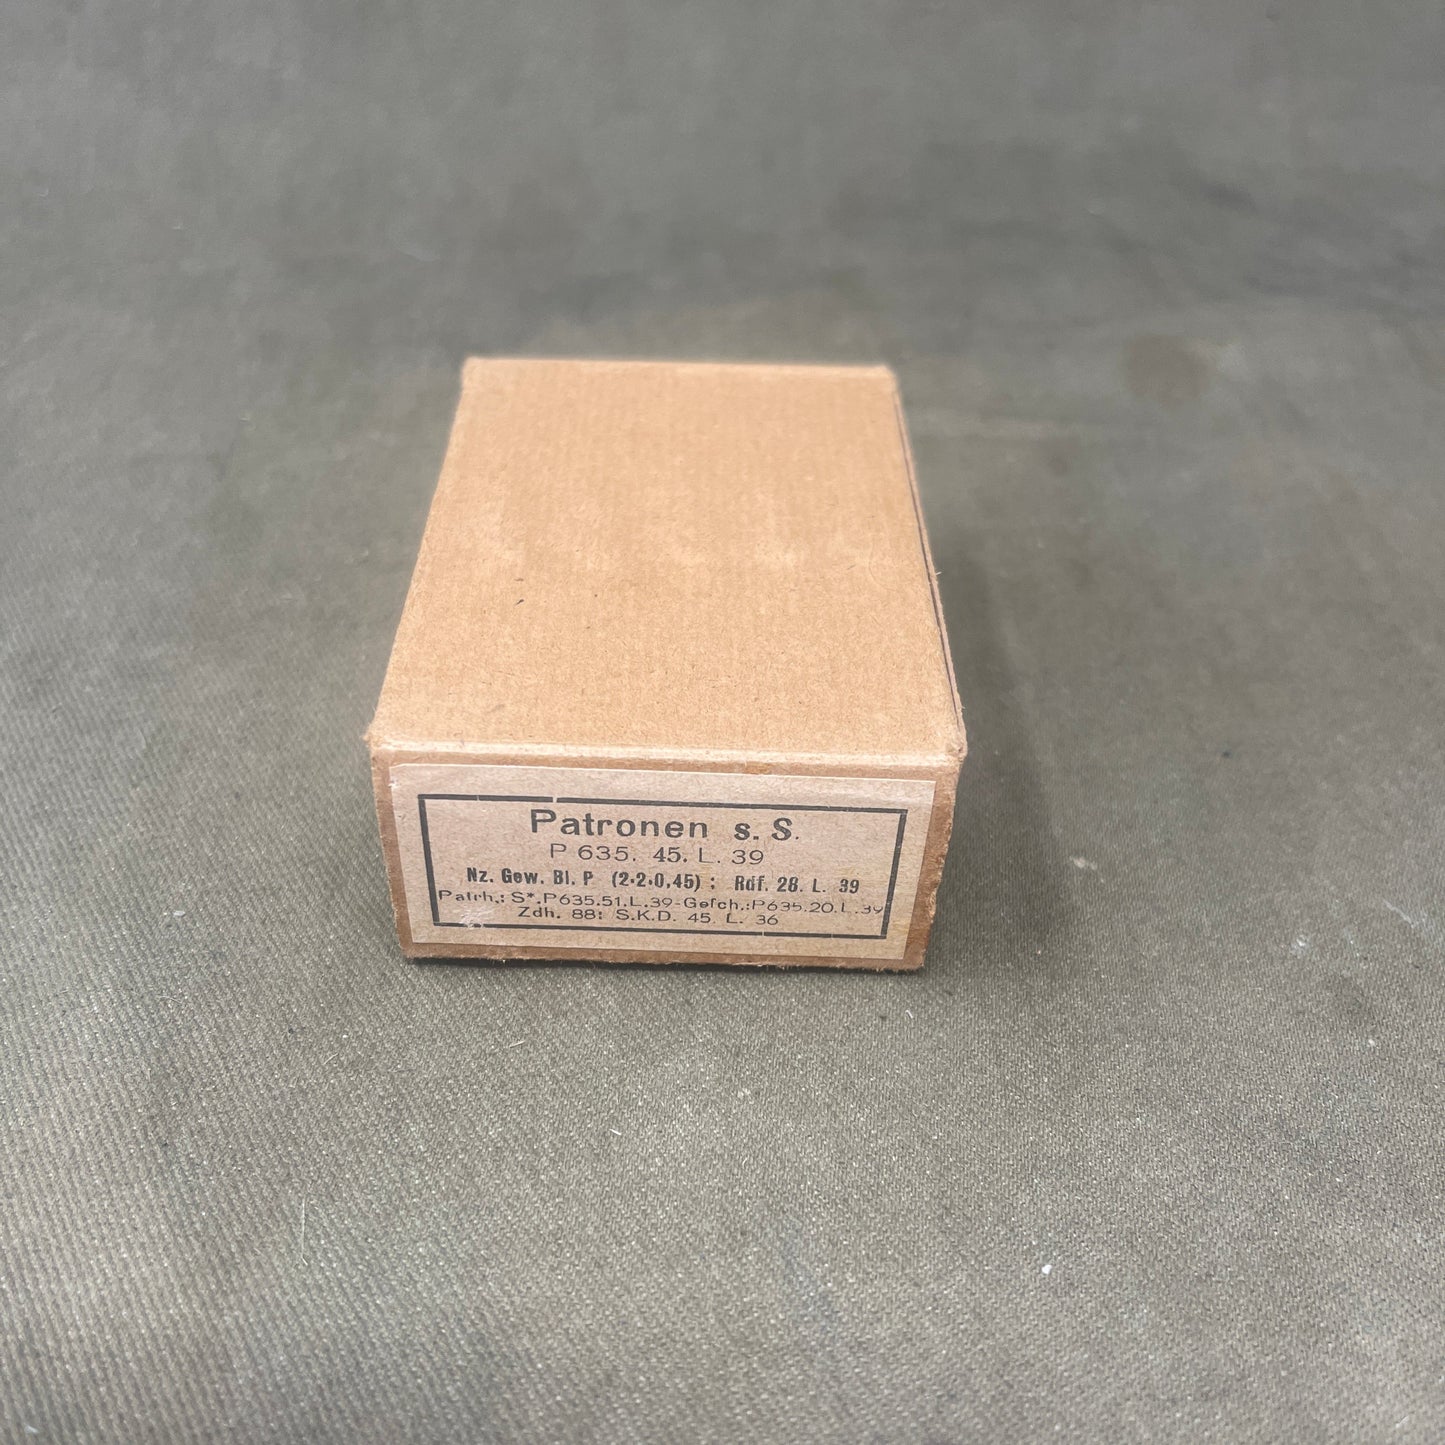 Patronen s. S.
P 635. 45. L. 39
Nz. Gew. Bl. P (2·2·0,45) ; Rdf. 28. L. 39
Patrh.: S*.P635.51.L.39-Geſch.:P635.20.L.39
Zdh. 88: S.K.D. 45. L. 36